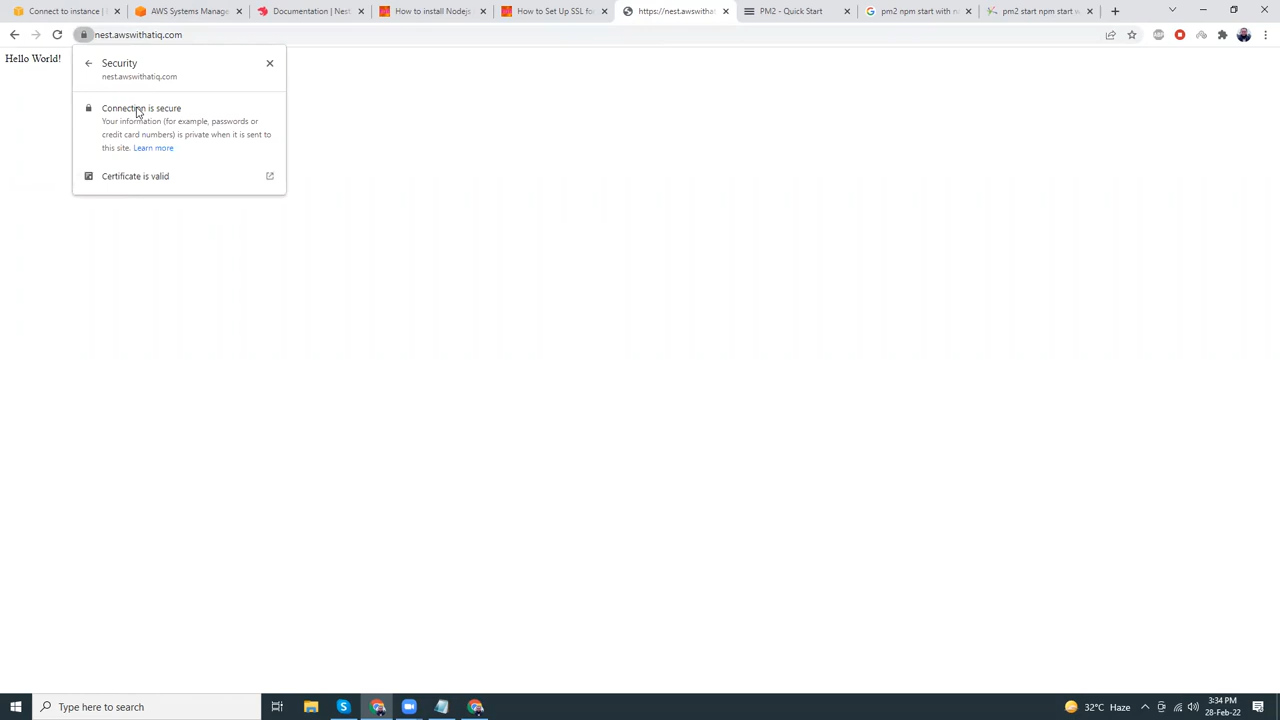 Connect to instance |
AWS Systems Manage
Documentation | Nest
How to install Nodejs
How to Set Up SSL for
https://nest.awswithat
PM2 - Quick Start
pm2 npm start with ru
pm2 start npm start v
nest.awswithatiq.com
ABP
Hello World!
Security
nest.awswithatiq.com
Connection is secure
Your information (for example, passwords or
credit card numbers) is private when it is sent to
this site. Learn more
Certificate is valid
Type here to search
32°C Haze
3:34 PM
28-Feb-22